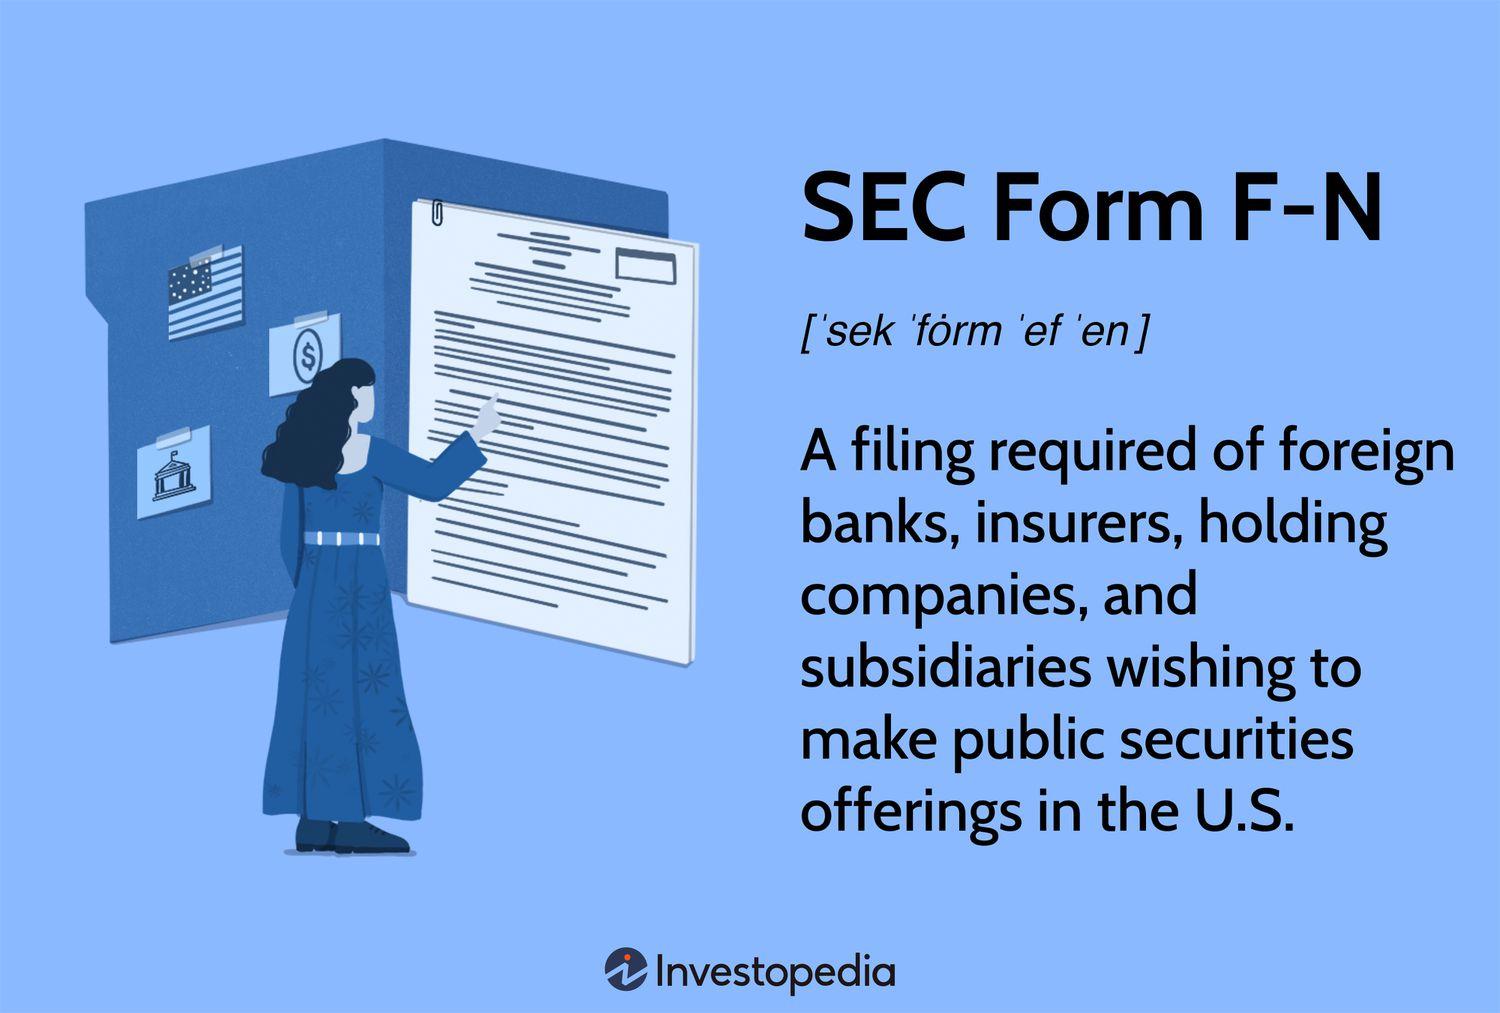 SEC Form F-N
[ˈsek ˈfȯrm ˈef ˈen]
A filing required of foreign
banks, insurers, holding
companies, and
subsidiaries wishing to
make public securities
offerings in the U.S.
$
Investopedia